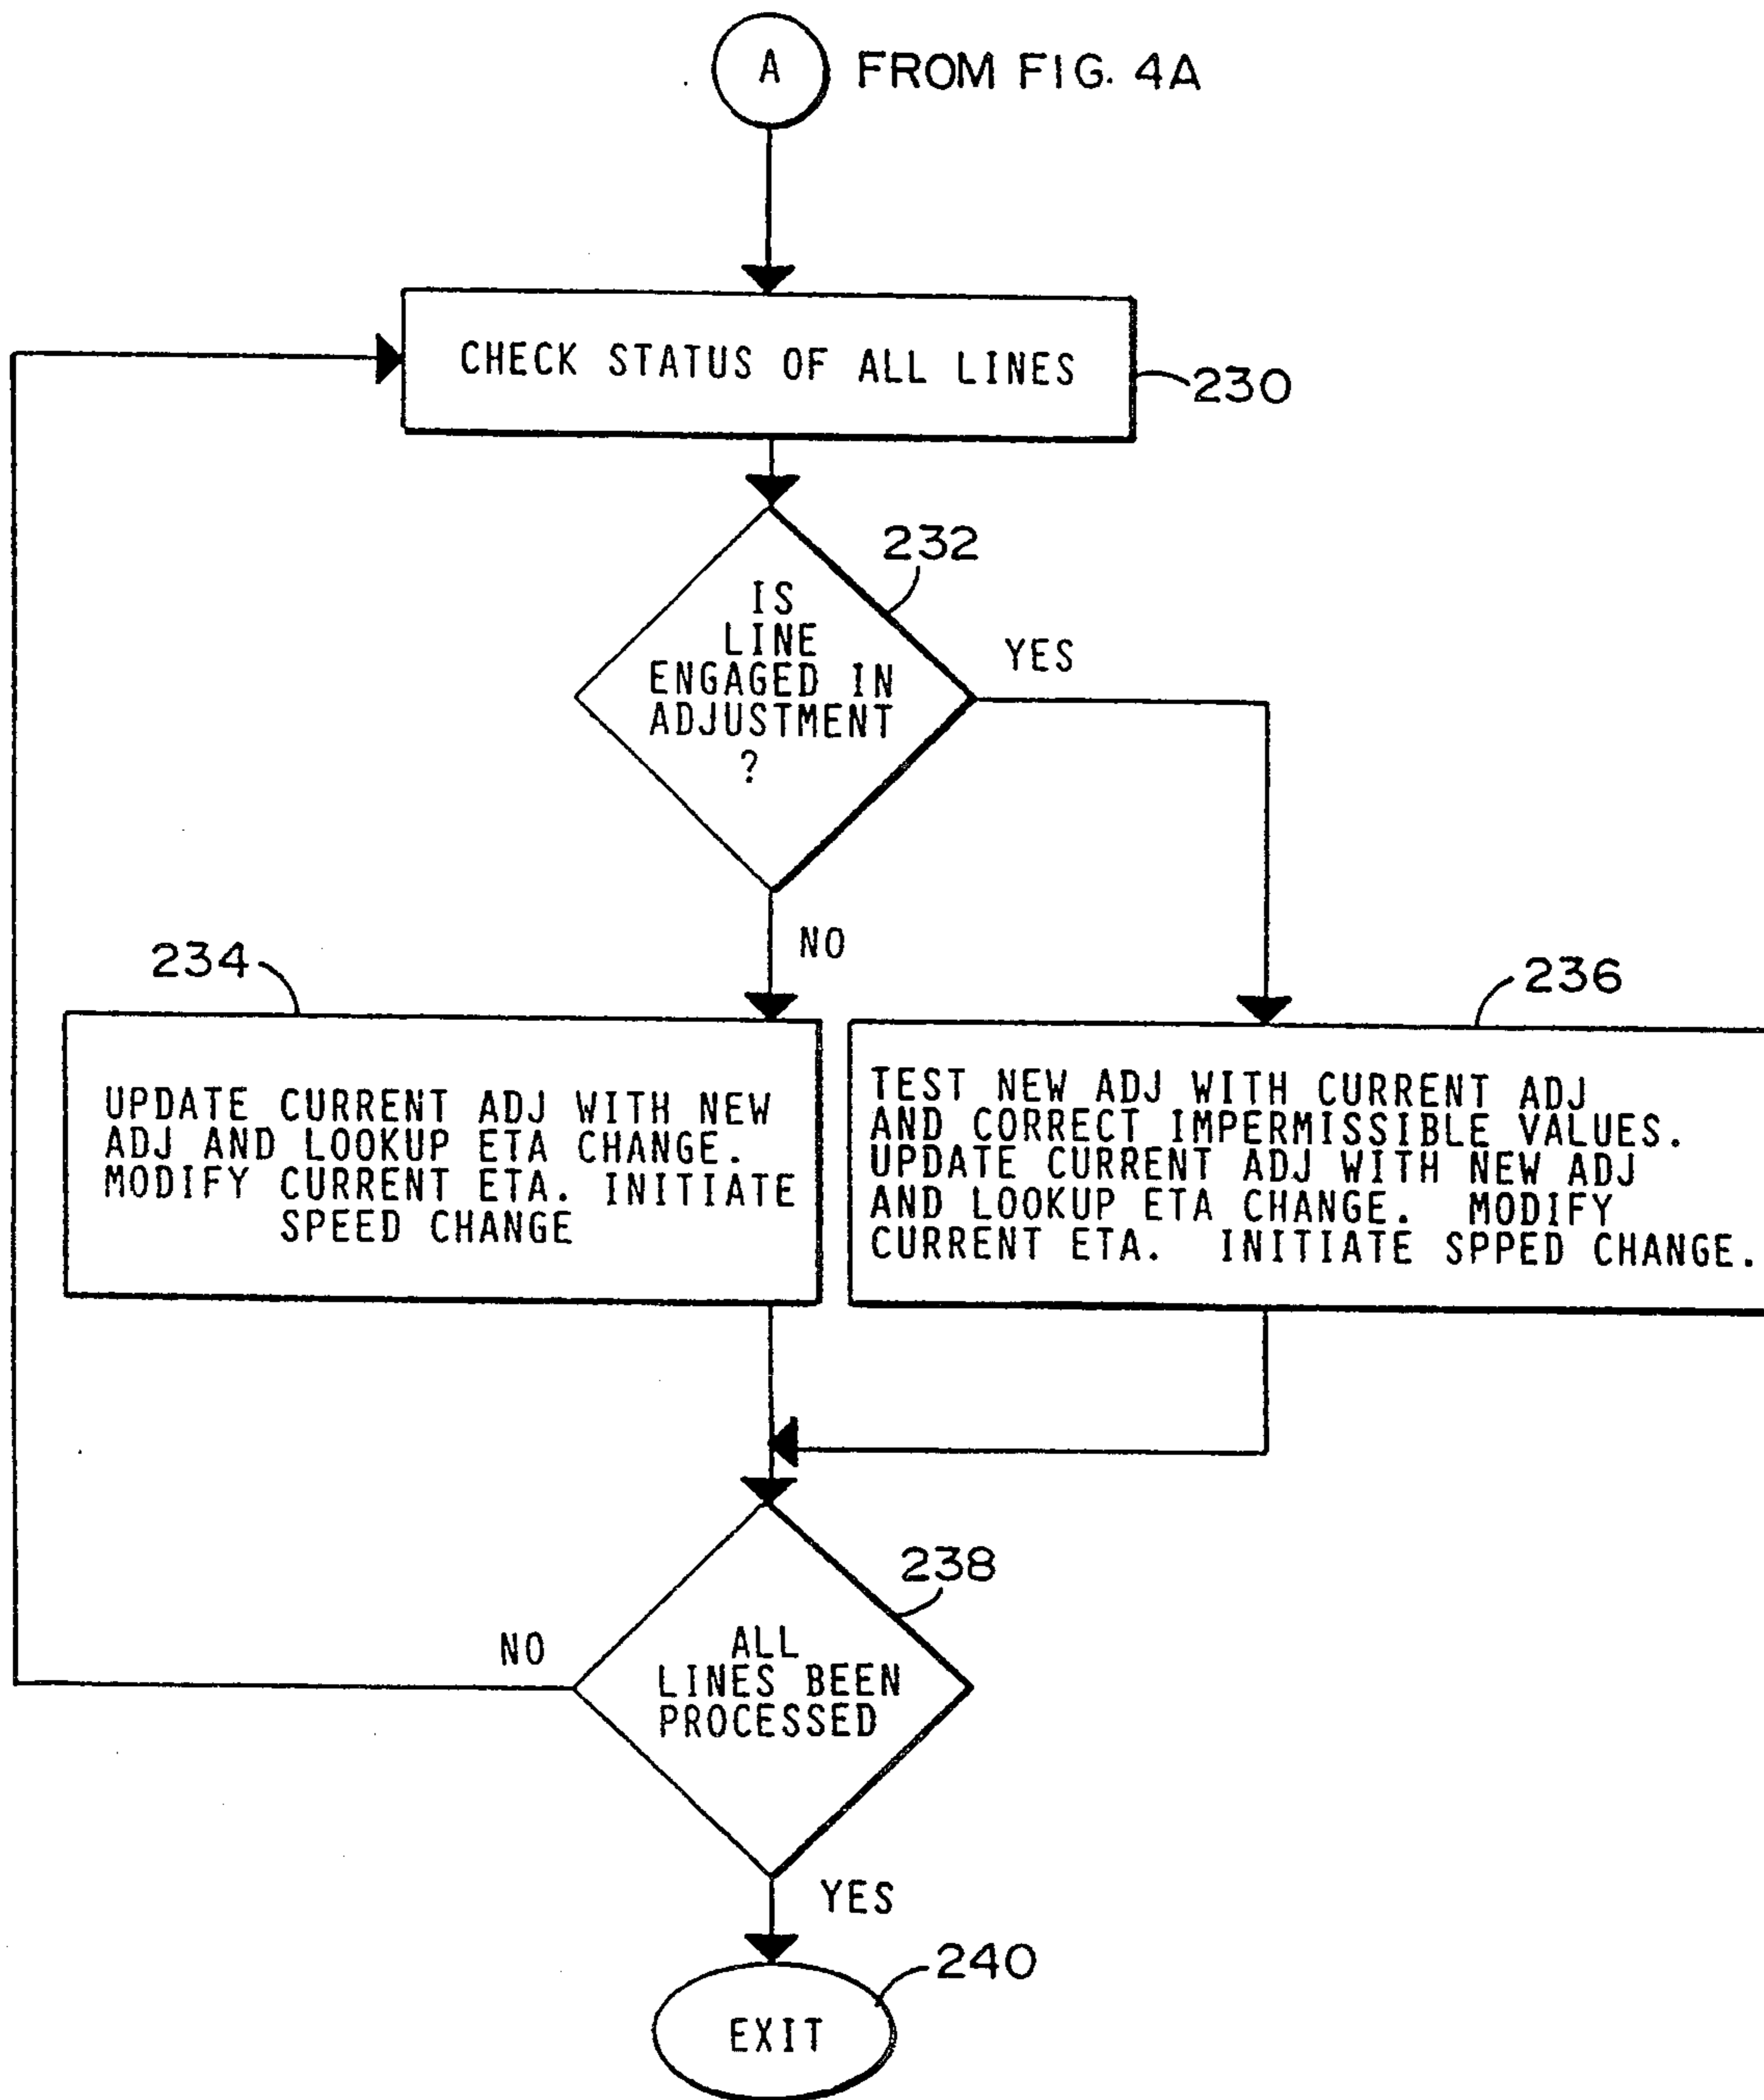 A FROM FIG. 4A
CHECK STATUS OF ALL LINES
230
232
IS
LINE
ENGAGED IN
ADJUSTMENT
?
YES
NO
234
UPDATE CURRENT ADJ WITH NEW
ADJ AND LOOKUP ETA CHANGE.
MODIFY CURRENT ETA. INITIATE
SPEED CHANGE
236
TEST NEW ADJ WITH CURRENT ADJ
AND CORRECT IMPERMISSIBLE VALUES.
UPDATE CURRENT ADJ WITH NEW ADJ
AND LOOKUP ETA CHANGE. MODIFY
CURRENT ETA. INITIATE SPPED CHANGE.
238
ALL
LINES BEEN
PROCESSED
NO
YES
240
EXIT